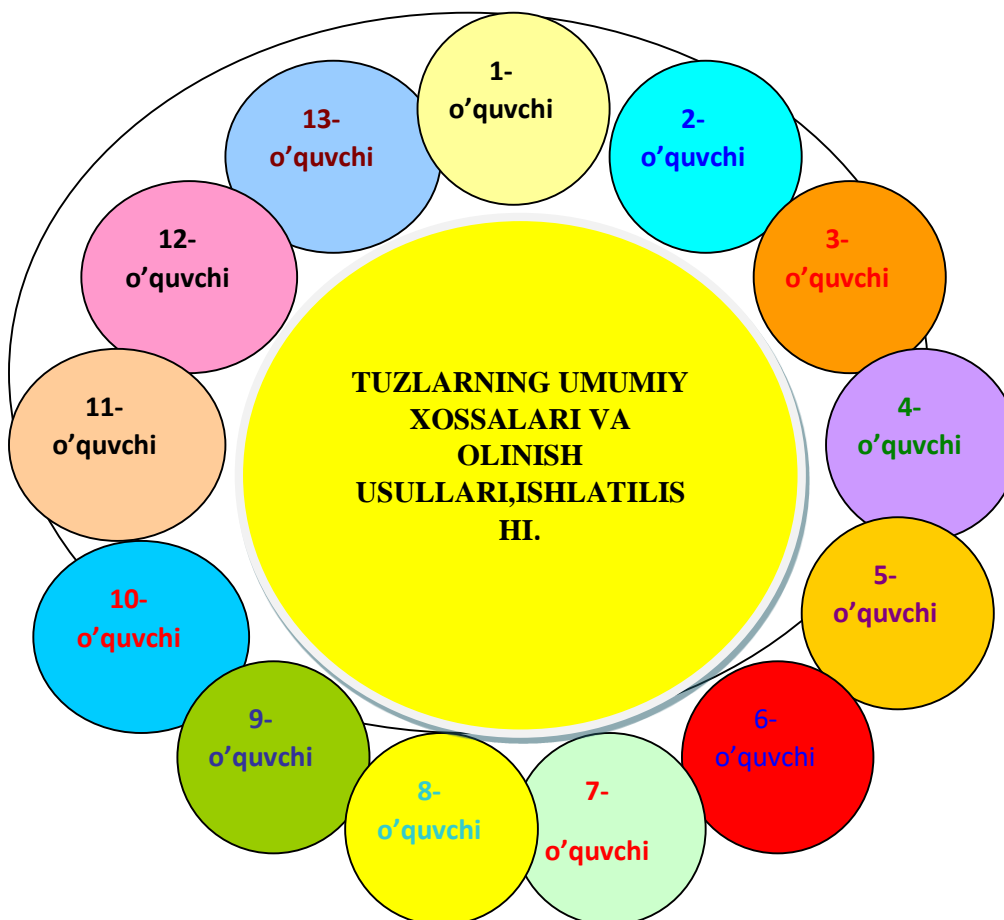 1-
o’quvchi
2-
o’quvchi
3-
o’quvchi
4-
o’quvchi
5-
o’quvchi
6-
o’quvchi
7-
o’quvchi
8-
o’quvchi
9-
o’quvchi
10-
o’quvchi
11-
o’quvchi
12-
o’quvchi
13-
o’quvchi
TUZLARNING UMUMIY
XOSSALARI VA
OLINISH
USULLARI,ISHLATILIS
HI.